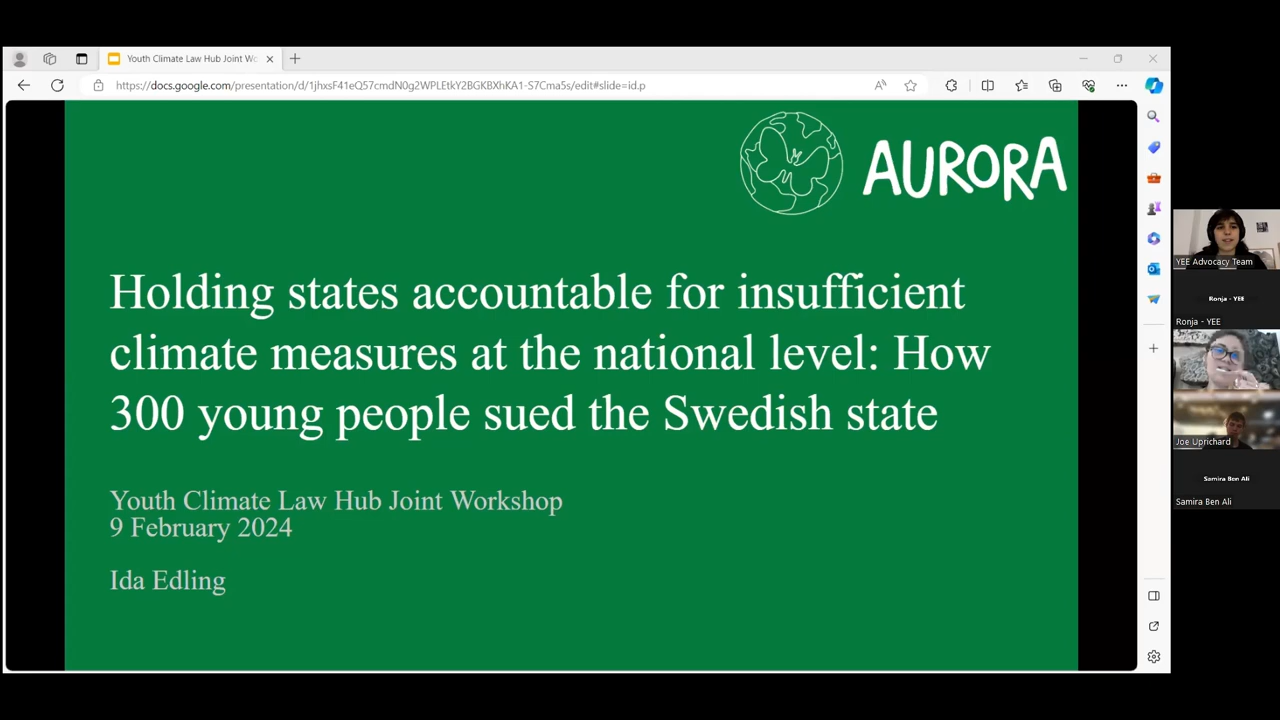 Youth Climate Law Hub Joint Wo
https://docs.google.com/presentation/d/1jhxsF41eQ57cmdN0g2WPLEtkY2BGKBXhKA1-S7Cma5s/edit#slide=id.p
AURORA
Holding states accountable for insufficient
climate measures at the national level: How
300 young people sued the Swedish state
Youth Climate Law Hub Joint Workshop
9 February 2024
Ida Edling
YEE Advocacy Team
Ronja - YEE
Ronja - YEE
Joe Uprichard
Samira Ben Ali
Samira Ben Ali